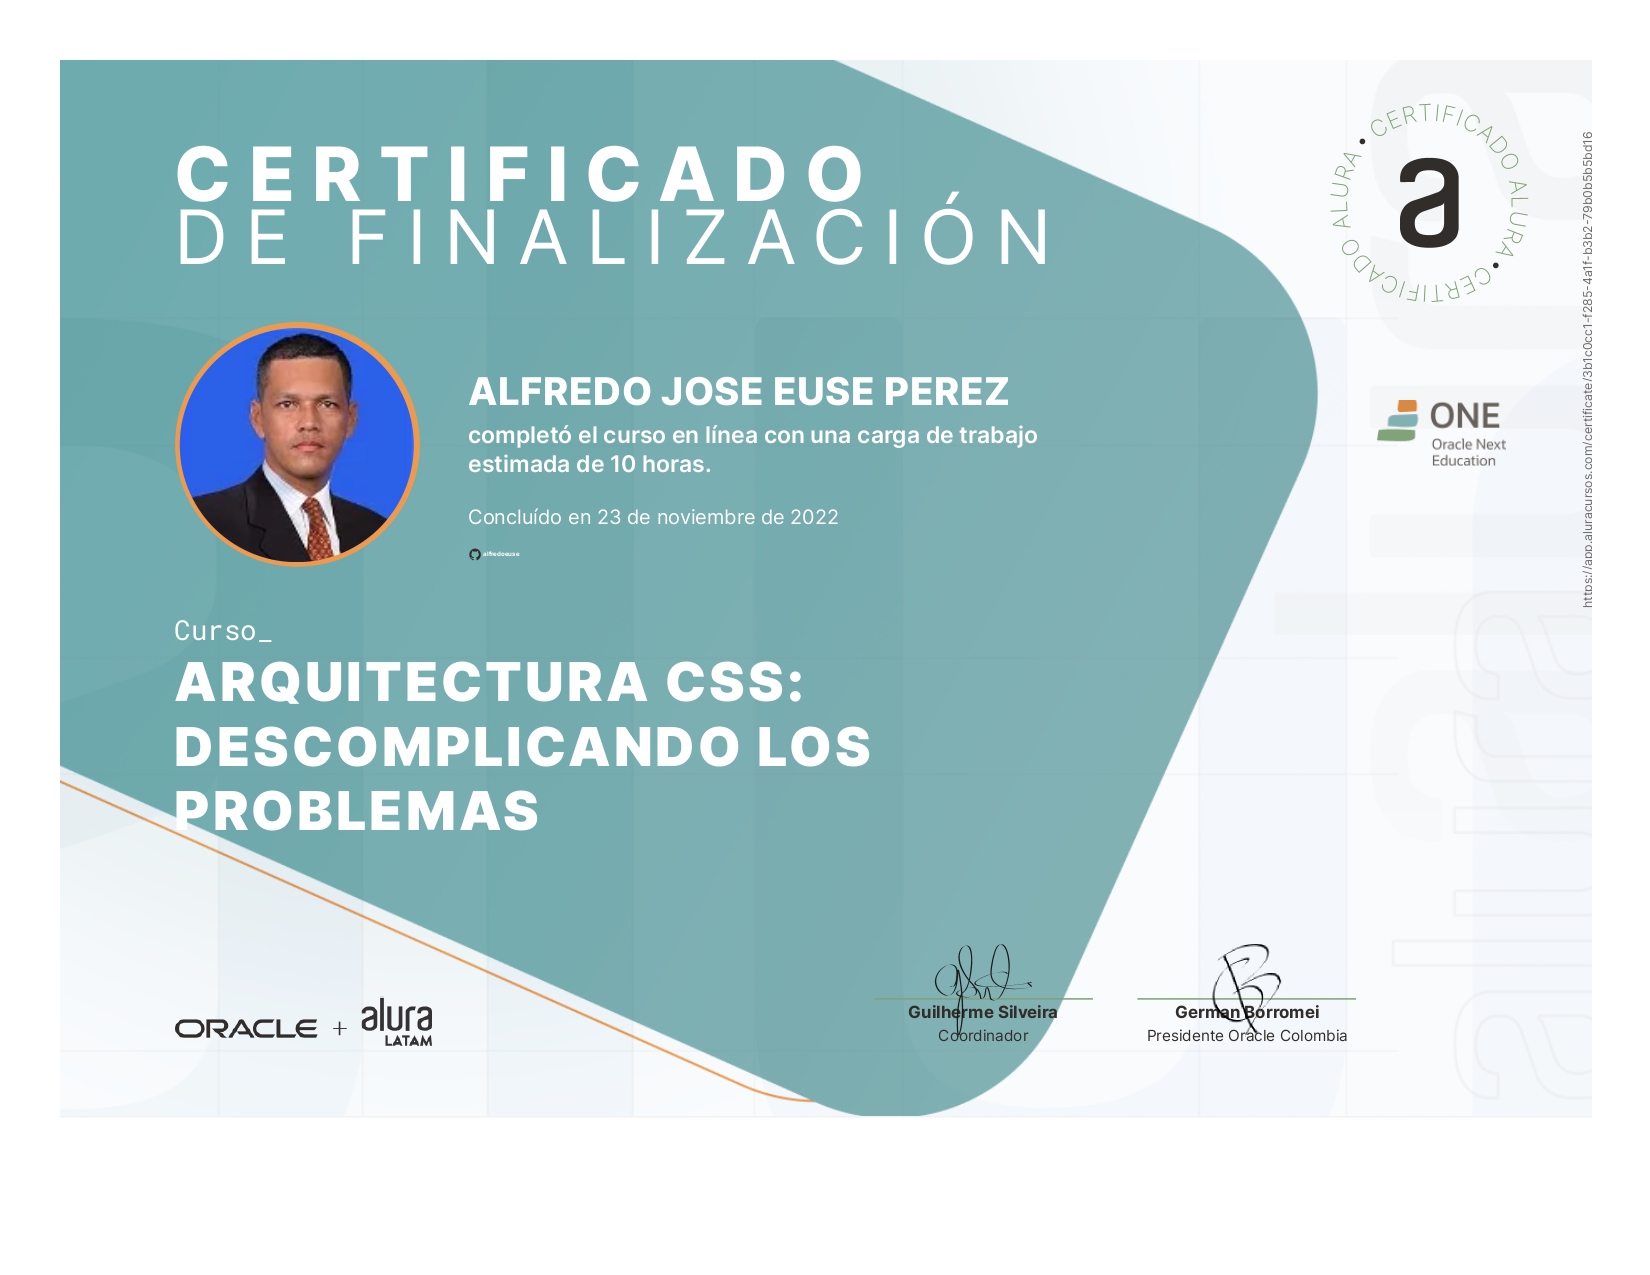 CERTIFICADO
DE FINALIZACIÓN
CERTIFICADO ALURA • CERTIFICADO ALURA •
a
https://app.aluracursos.com/certificate/3b1c0cc1-f285-4a1f-b3b2-79b0b5b5bd16
ALFREDO JOSE EUSE PEREZ
completó el curso en línea con una carga de trabajo
estimada de 10 horas.
Concluído en 23 de noviembre de 2022
alfredoeuse
ONE
Oracle Next
Education
Curso_
ARQUITECTURA CSS:
DESCOMPLICANDO LOS
PROBLEMAS
ORACLE + alura
LATAM
Guilherme Silveira
Coordinador
German Borromei
Presidente Oracle Colombia